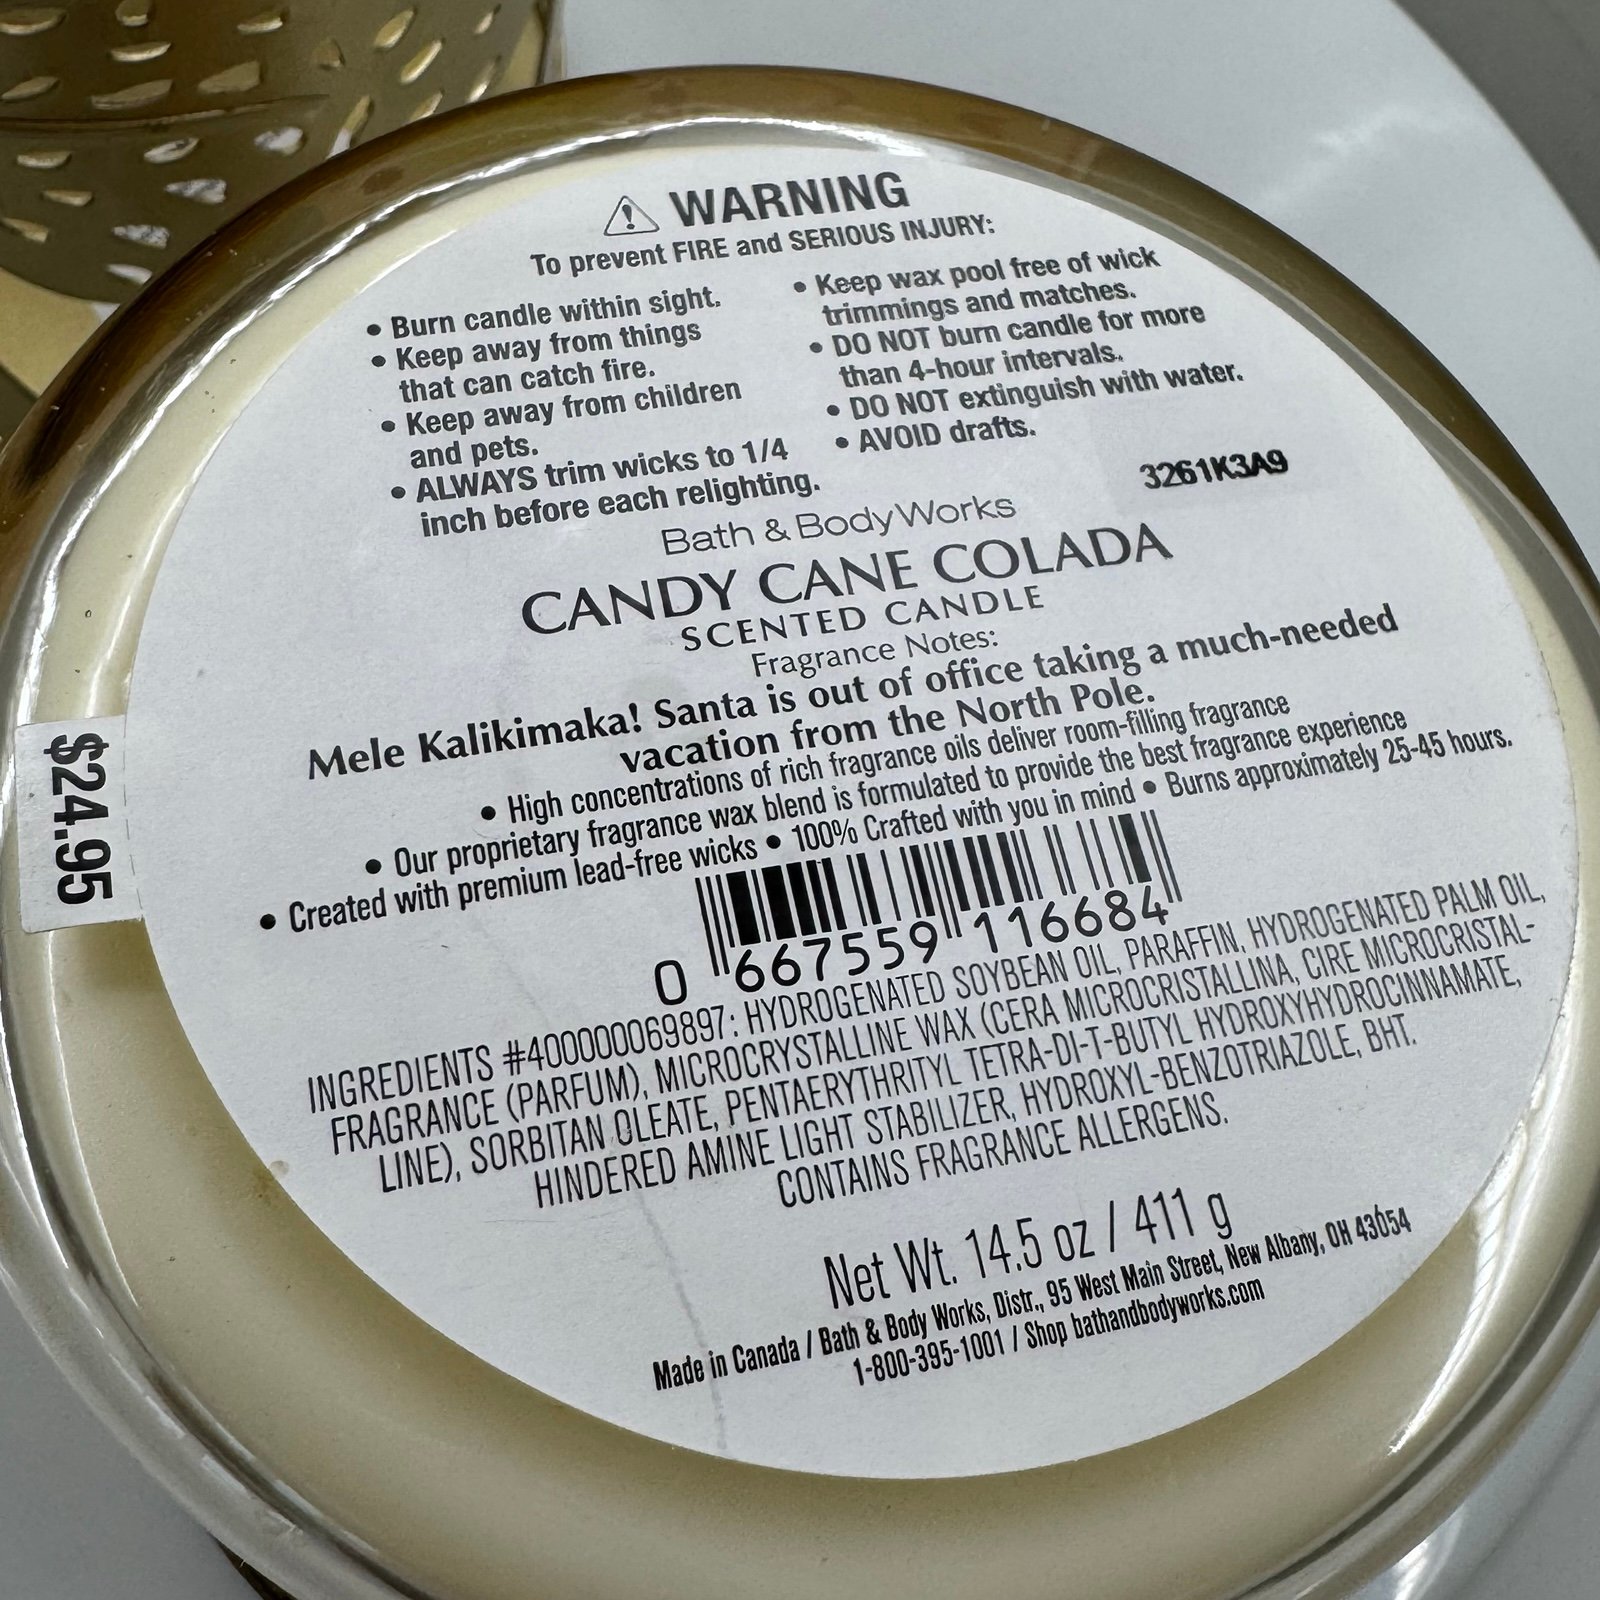 WARNING
To prevent FIRE and SERIOUS INJURY:
• Burn candle within sight.
• Keep away from things
that can catch fire.
• Keep away from children
and pets.
• ALWAYS trim wicks to 1/4
inch before each relighting.
• Keep wax pool free of wick
trimmings and matches.
• DO NOT burn candle for more
than 4-hour intervals.
• DO NOT extinguish with water.
• AVOID drafts.
3261K3A9
Bath & Body Works
CANDY CANE COLADA
SCENTED CANDLE
Fragrance Notes:
Mele Kalikimaka! Santa is out of office taking a much-needed
vacation from the North Pole.
• High concentrations of rich fragrance oils deliver room-filling fragrance
• Our proprietary fragrance wax blend is formulated to provide the best fragrance experience
• Created with premium lead-free wicks • 100% Crafted with you in mind • Burns approximately 25-45 hours.
$24.95
0 667559 116684
INGREDIENTS #40000069897: HYDROGENATED SOYBEAN OIL, PARAFFIN, HYDROGENATED PALM OIL,
FRAGRANCE (PARFUM), MICROCRYSTALLINE WAX (CERA MICROCRISTALLINA, CIRE MICROCRISTAL-
LINE), SORBITAN OLEATE, PENTAERYTHRITYL TETRA-DI-T-BUTYL HYDROXYHYDROCINNAMATE,
HINDERED AMINE LIGHT STABILIZER, HYDROXYL-BENZOTRIAZOLE, BHT.
CONTAINS FRAGRANCE ALLERGENS.
Net Wt. 14.5 oz / 411 g
Made in Canada / Bath & Body Works, Distr., 95 West Main Street, New Albany, OH 43054
1-800-395-1001 / Shop bathandbodyworks.com